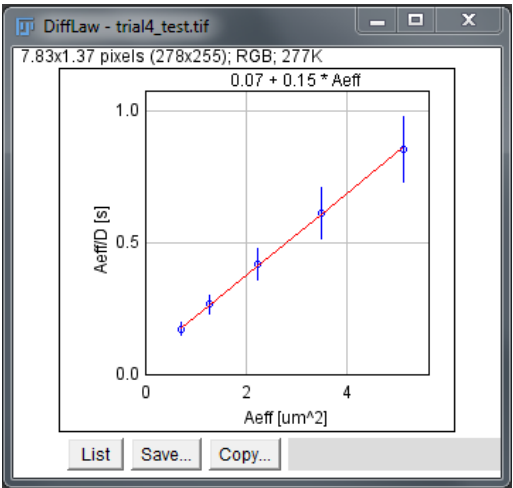 DiffLaw - trial4_test.tif
7.83x1.37 pixels (278x255); RGB; 277K
0.07 + 0.15 * Aeff
1.0
0.5
0.0
Aeff/D [s]
0 2 4
Aeff [um^2]
List Save... Copy...